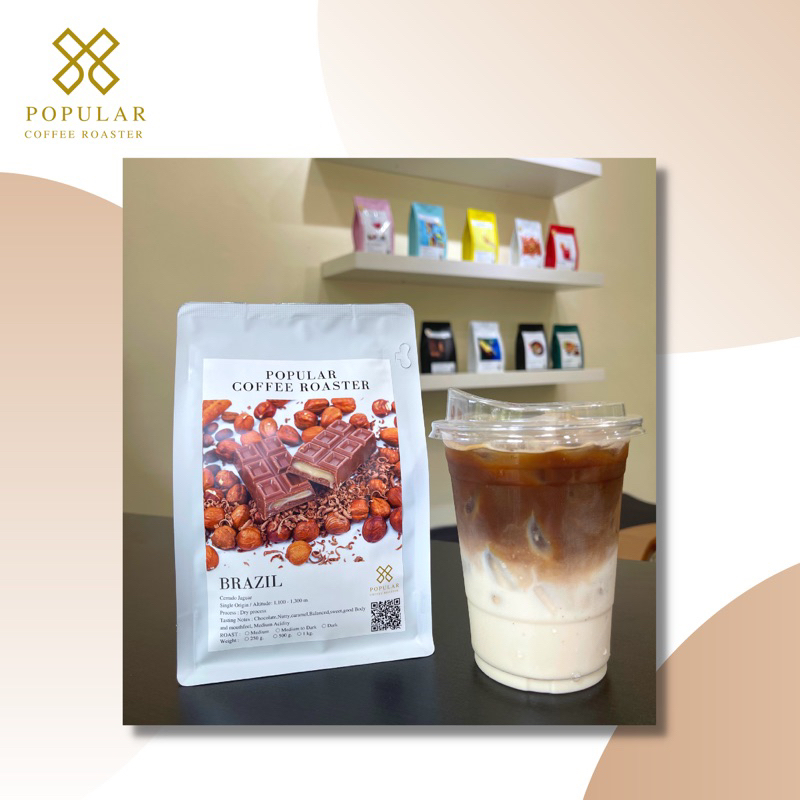 POPULAR
COFFEE ROASTER
POPULAR
COFFEE ROASTER
BRAZIL
Cerrado Jaguar
Single Origin / Altitude: 1,100 - 1,300 m.
Process : Dry process
Tasting Notes : Chocolate,Nutty,caramel,Balanced,sweet,good Body
and mouthfeel, Medium Acidity
ROAST : Medium Medium to Dark Dark
Weight : 250 g. 500 g. 1 kg.
POPULAR
COFFEE ROASTER